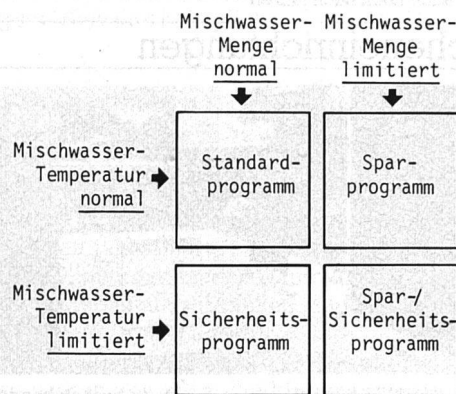 Mischwasser- Mischwasser-
Menge Menge
normal limitiert
Mischwasser-
Temperatur
normal
Standard-
programm
Spar-
programm
Mischwasser-
Temperatur
limitiert
Sicherheits-
programm
Spar-/
Sicherheits-
programm